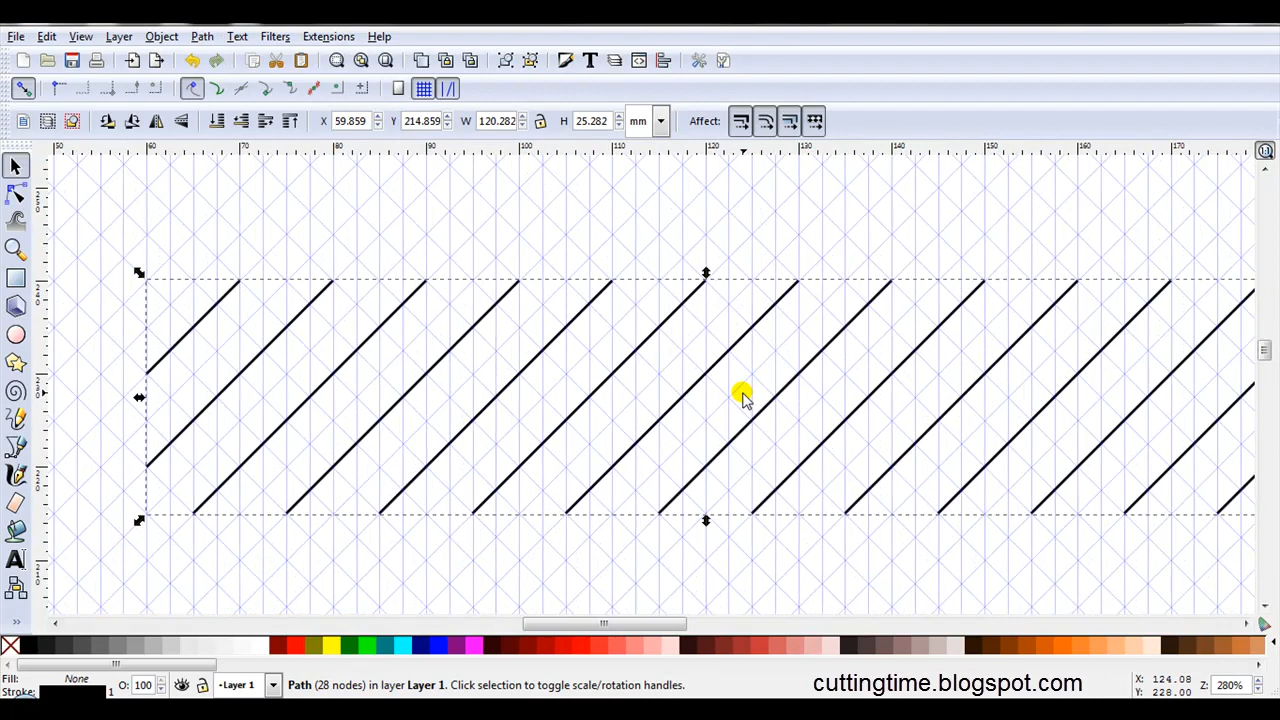 File Edit View Layer Object Path Text Filters Extensions Help
X 59.859 Y 214.859 W 120.282 H 25.282 mm Affect:
50 60 70 80 90 100 110 120 130 140 150 160 170
Fill: None O: 100 •Layer 1 Path (28 nodes) in layer Layer 1. Click selection to toggle scale/rotation handles. cuttingtime.blogspot.com X: 124.08 Z: 280%
Stroke: 1 Y: 228.00